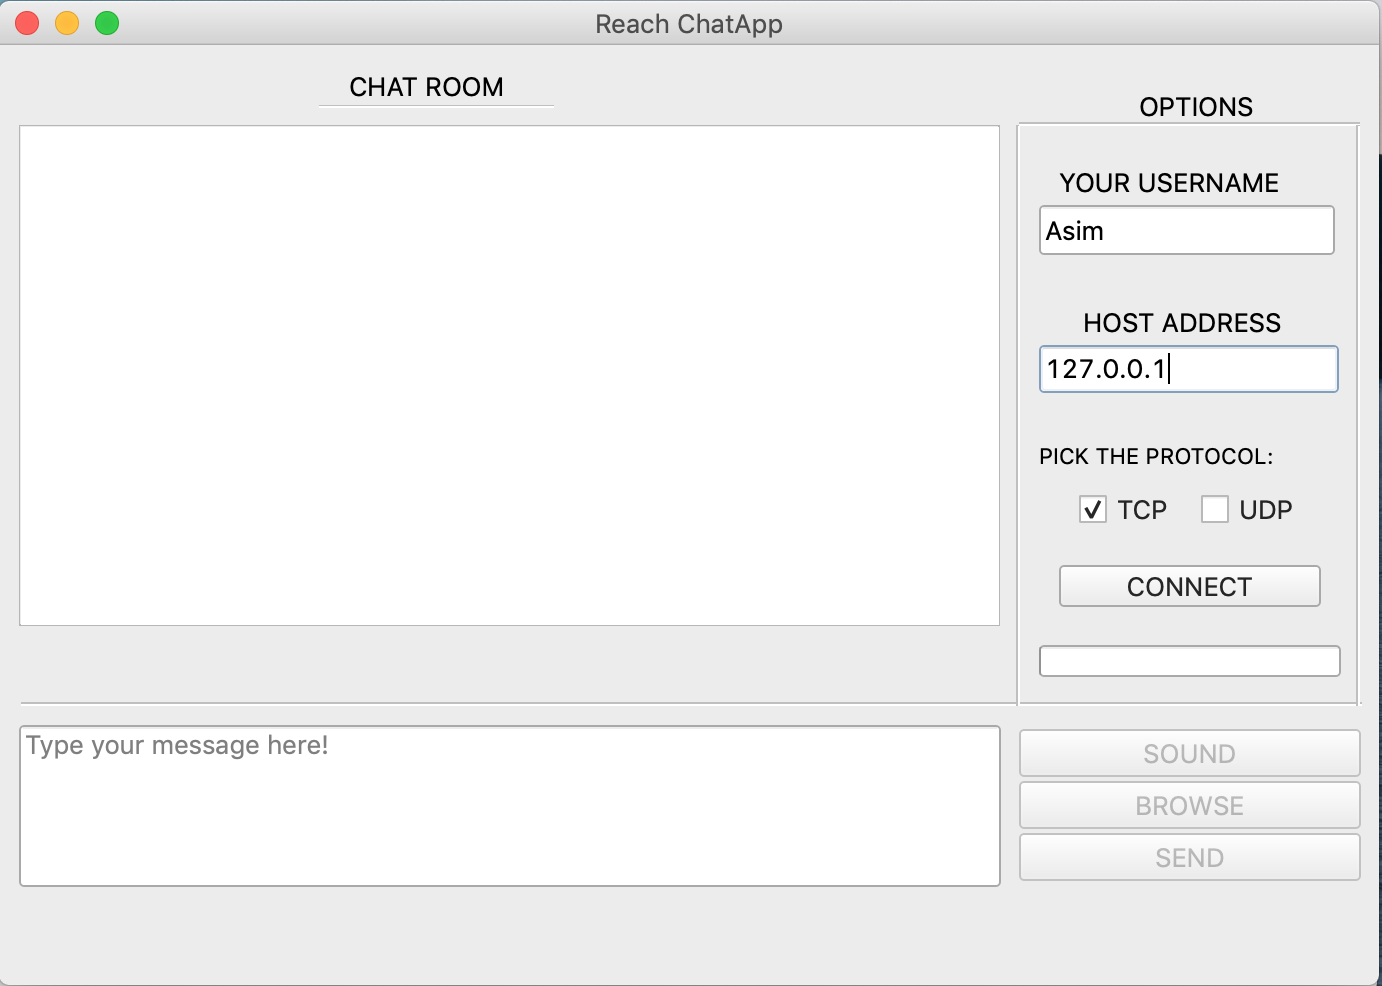 Reach ChatApp
CHAT ROOM
OPTIONS
YOUR USERNAME
Asim
HOST ADDRESS
127.0.0.1
PICK THE PROTOCOL:
TCP UDP
CONNECT
Type your message here!
SOUND
BROWSE
SEND